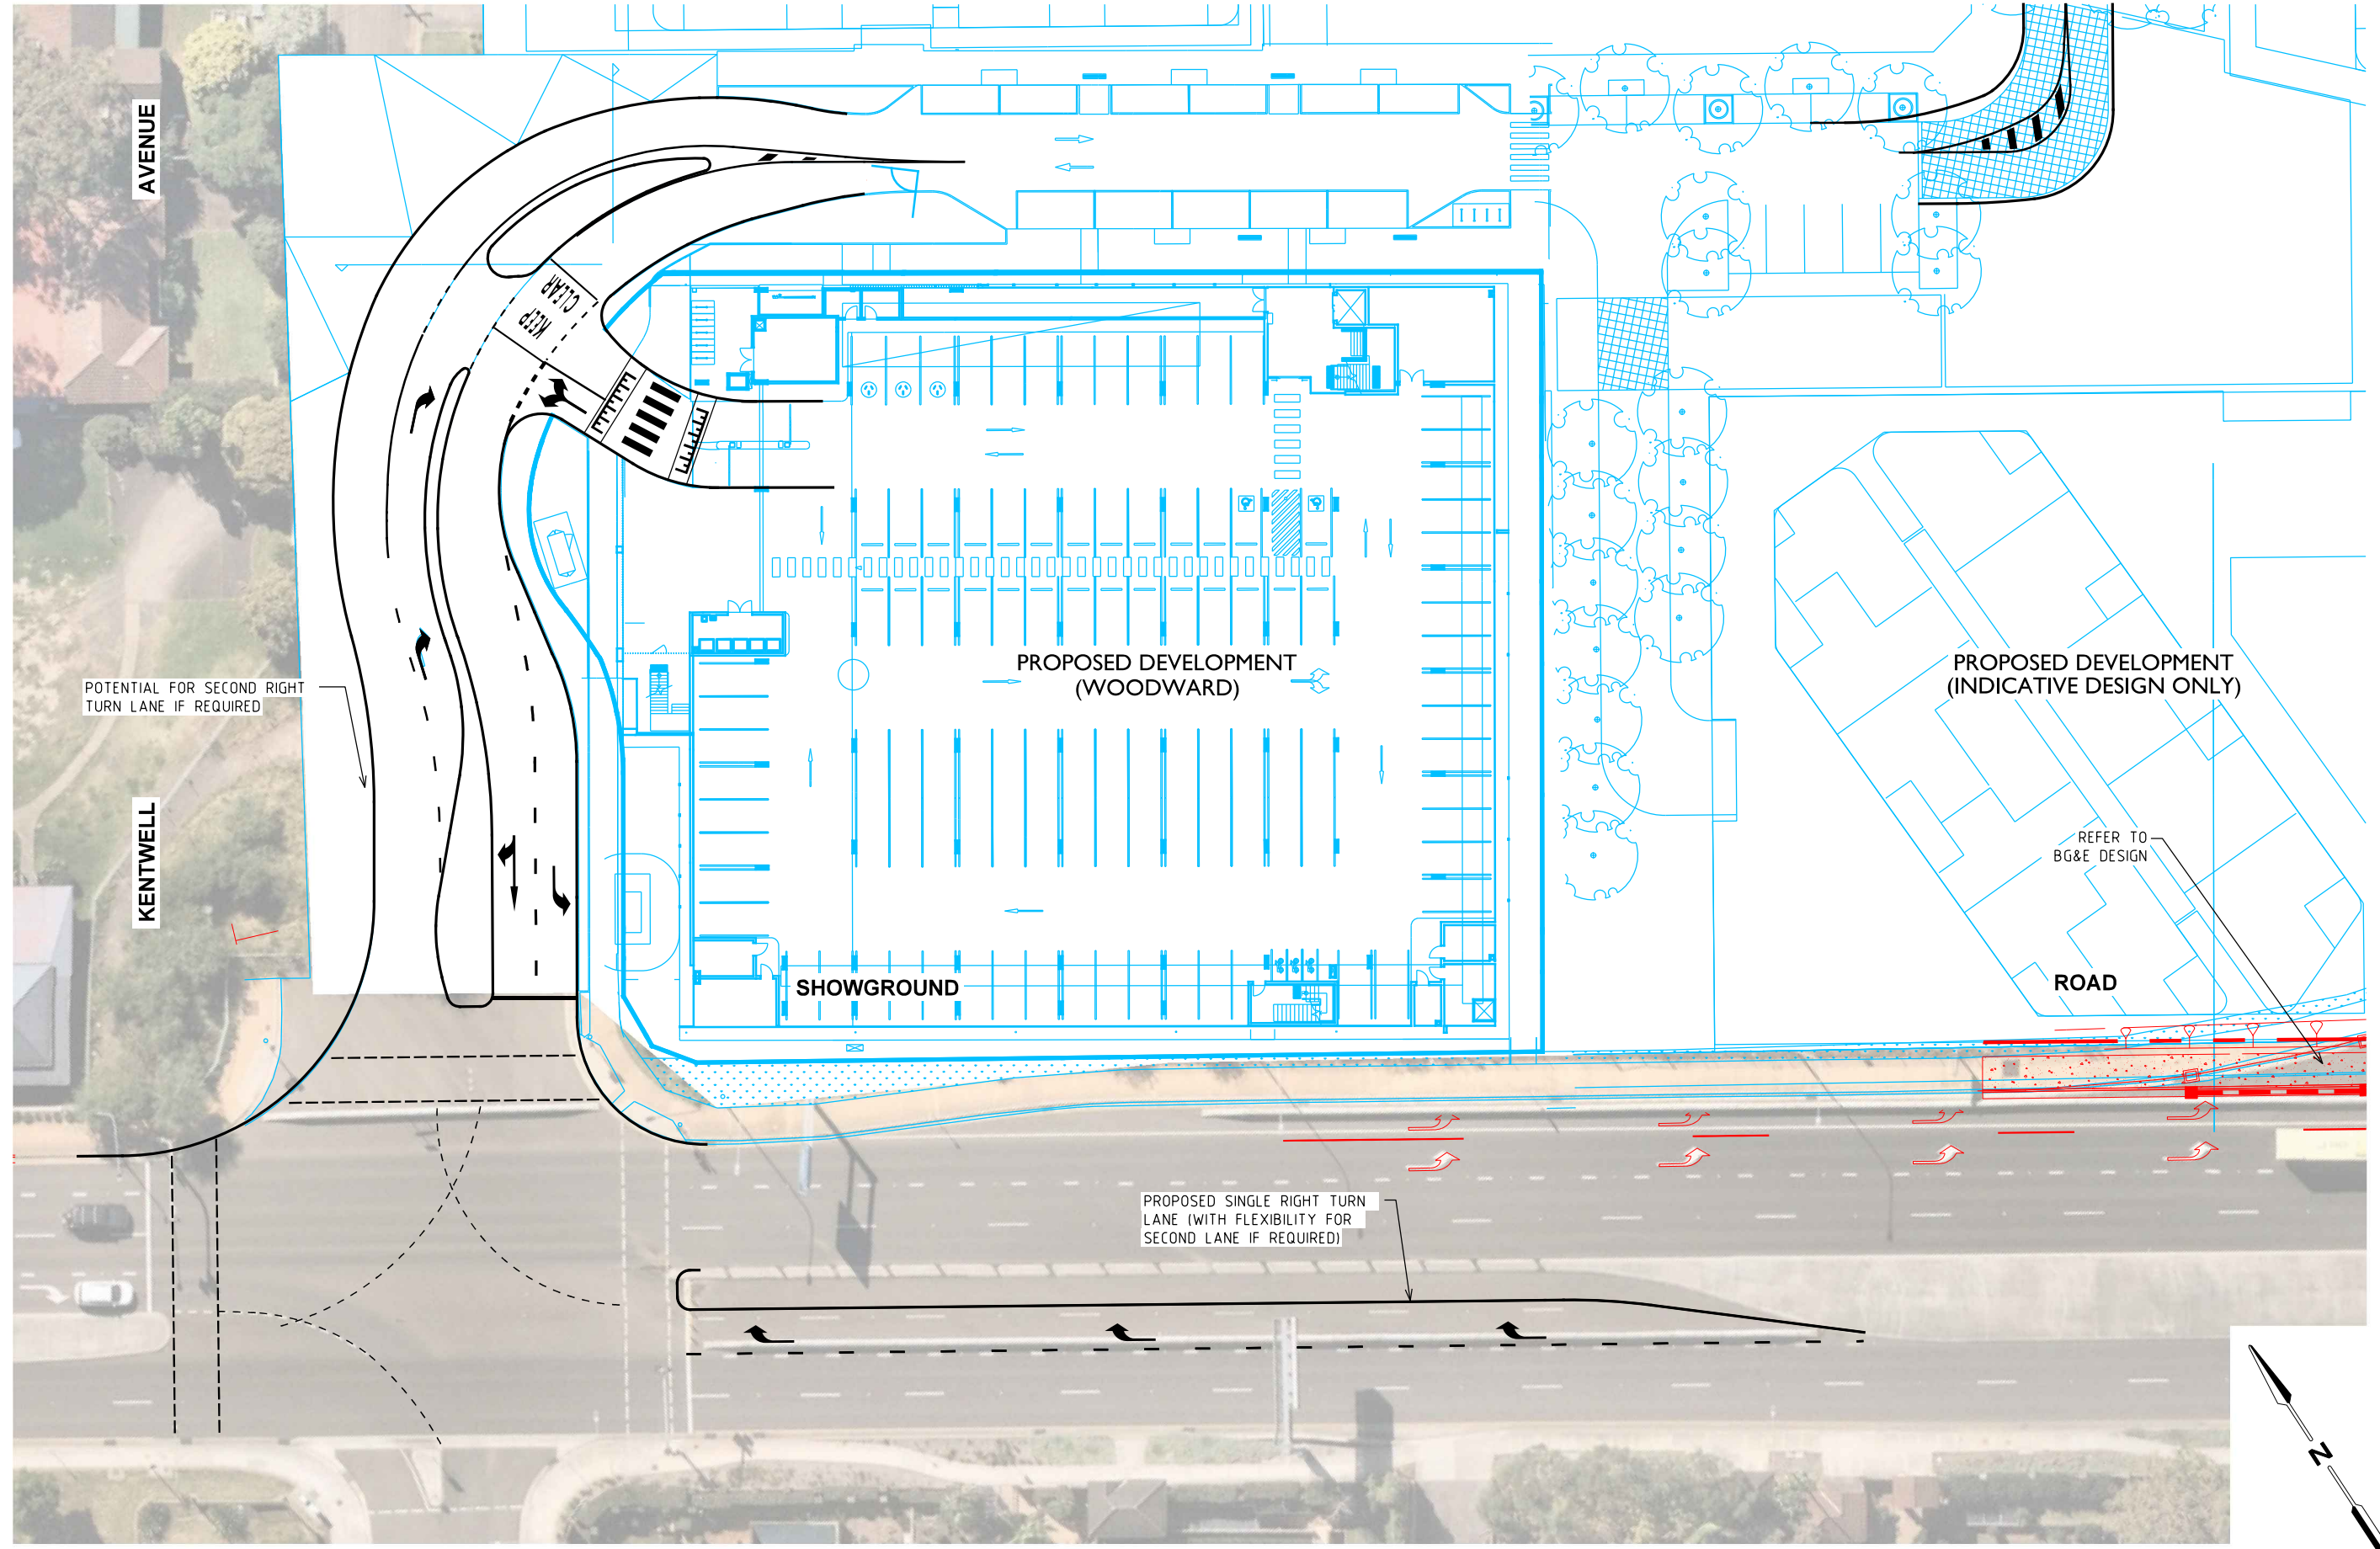 AVENUE
KEEP
CLEAR
PROPOSED DEVELOPMENT
(WOODWARD)
PROPOSED DEVELOPMENT
(INDICATIVE DESIGN ONLY)
POTENTIAL FOR SECOND RIGHT
TURN LANE IF REQUIRED
KENTWELL
REFER TO
BG&E DESIGN
SHOWGROUND
ROAD
PROPOSED SINGLE RIGHT TURN
LANE (WITH FLEXIBILITY FOR
SECOND LANE IF REQUIRED)
N